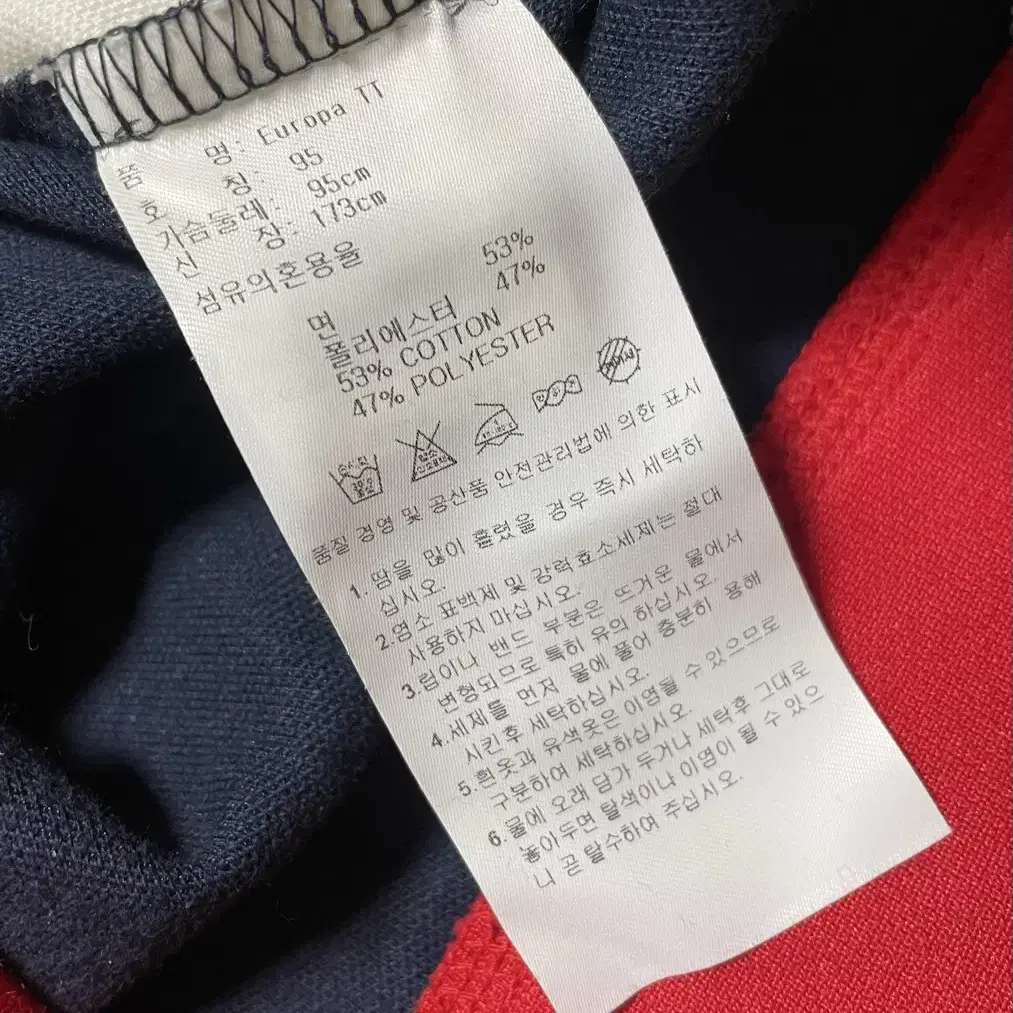 품 명: Europa TT
호 칭: 95
가슴둘레: 95cm
신 장: 173cm
섬유의혼용율
면 53%
폴리에스터 47%
53% COTTON
47% POLYESTER
품질 경영 및 공산품 안전관리법에 의한 표시
1. 땀을 많이 흘렸을 경우 즉시 세탁하
십시오.
2.염소 표백제 및 강력효소세제는 절대
사용하지 마십시오.
3.럽이나 밴드 부분은 뜨거운 물에서
변형되므로 특히 유의 하십시오.
4.세제를 먼저 물에 풀어 충분히 용해
시킨후 세탁하십시오.
5.흰옷과 유색옷은 이염될 수 있으므로
구분하여 세탁하십시오.
6.물에 오래 담가 두거나 세탁후 그대로
놓아두면 탈색이나 이염이 될 수 있으
니 곧 탈수하여 주십시오.